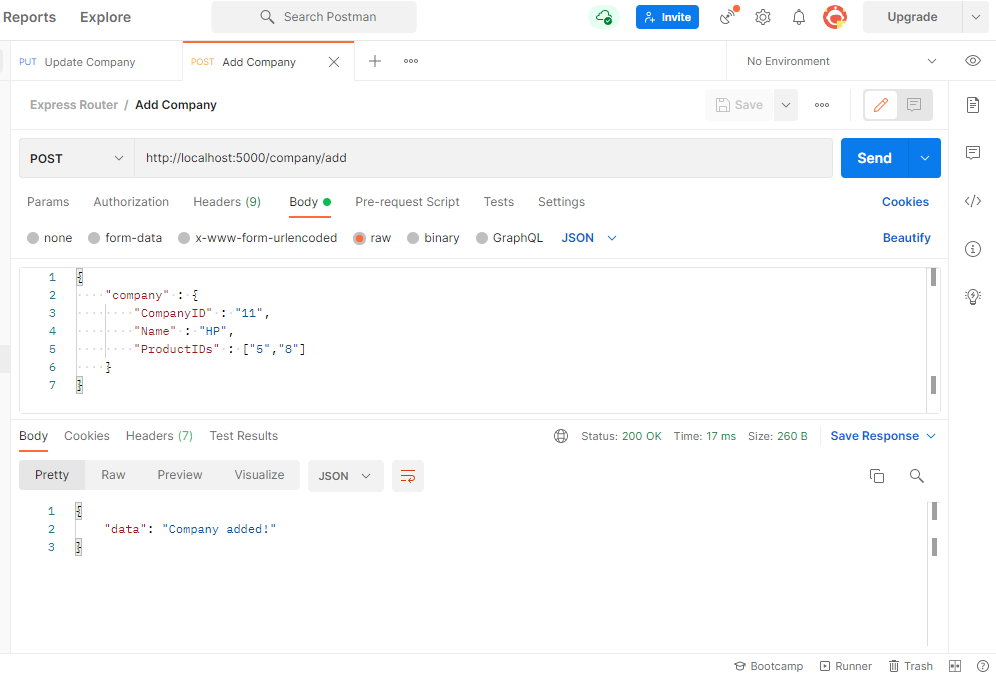 Reports Explore Search Postman Invite Upgrade
PUT Update Company POST Add Company No Environment
Express Router / Add Company Save
POST http://localhost:5000/company/add Send
Params Authorization Headers (9) Body Pre-request Script Tests Settings Cookies
none form-data x-www-form-urlencoded raw binary GraphQL JSON Beautify
1 {
2 "company" : {
3 "CompanyID" : "11",
4 "Name" : "HP",
5 "ProductIDs" : ["5","8"]
6 }
7 }
Body Cookies Headers (7) Test Results Status: 200 OK Time: 17 ms Size: 260 B Save Response
Pretty Raw Preview Visualize JSON
1 {
2 "data": "Company added!"
3 }
Bootcamp Runner Trash